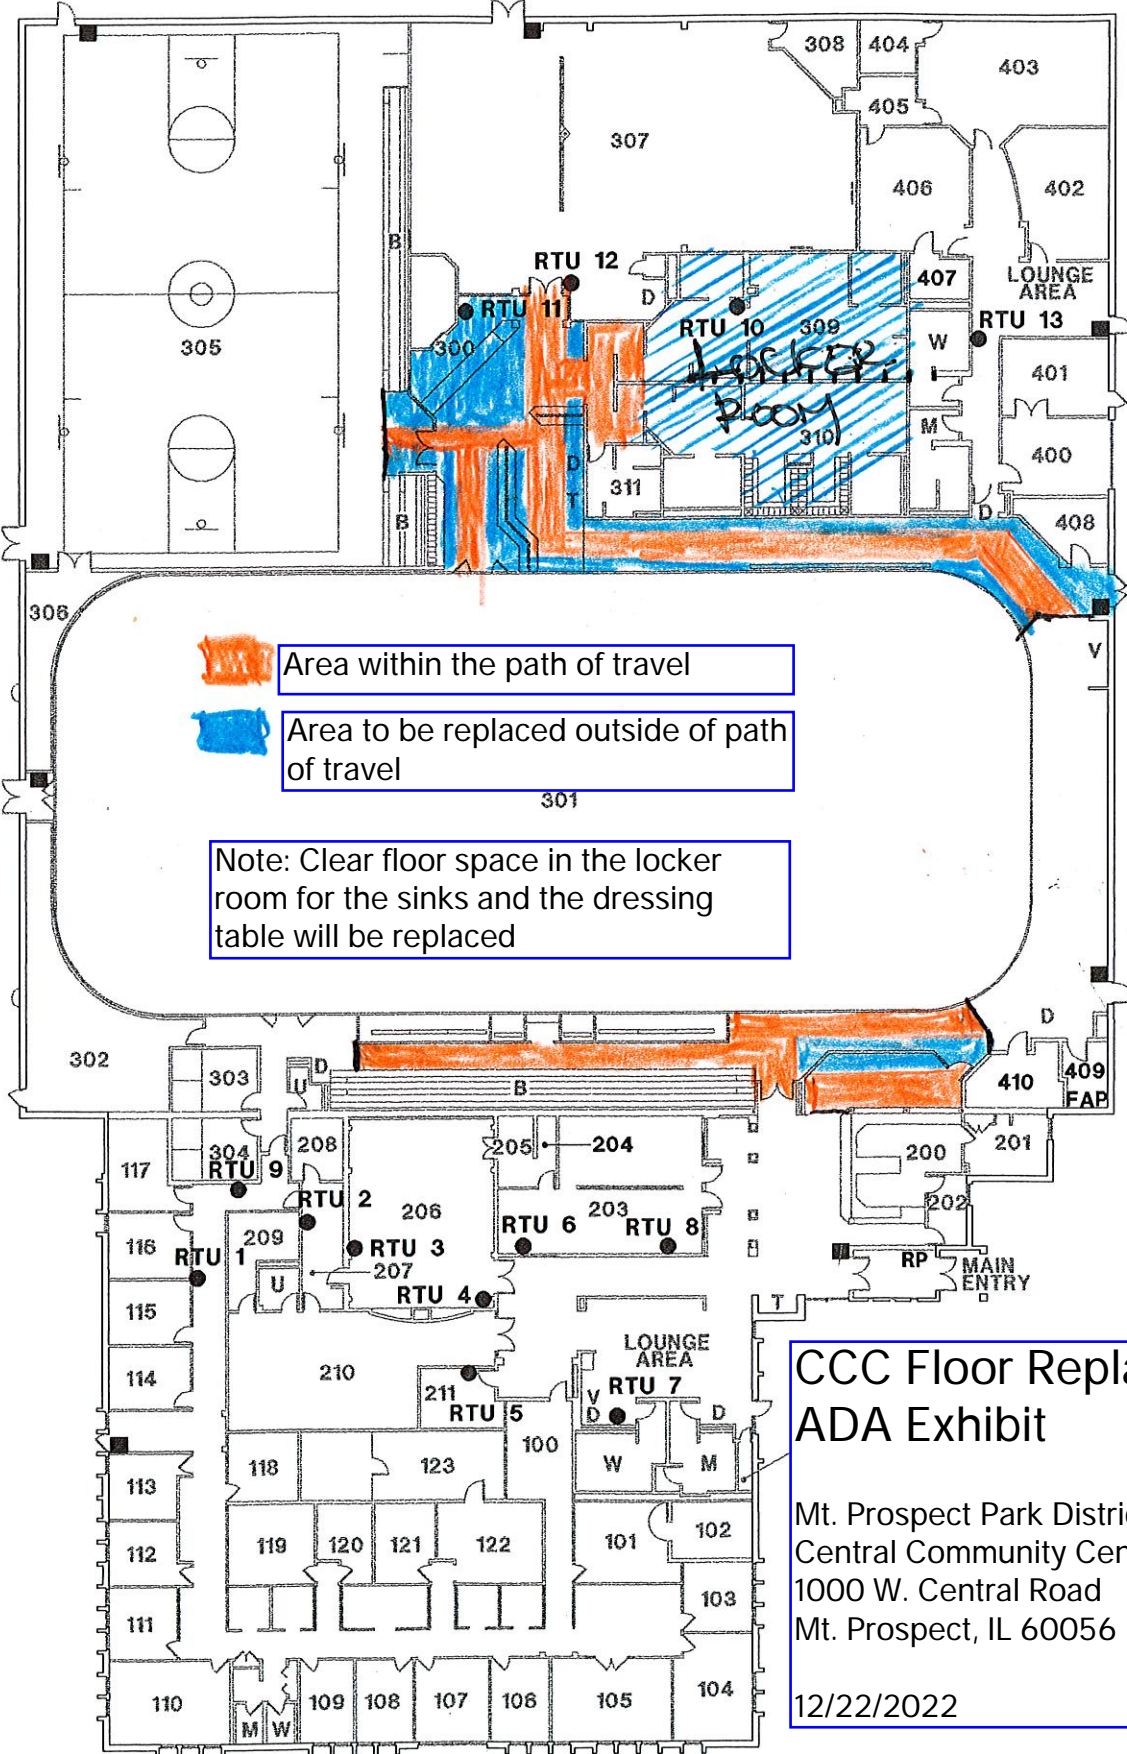 308
404
403
405
307
406
402
B
RTU 12
407
LOUNGE
AREA
D
RTU 11
RTU 10
309
RTU 13
305
300
W
LOCKER
401
ROOM
310
M
400
D
T
311
B
D
408
306
V
Area within the path of travel
Area to be replaced outside of path
of travel
301
Note: Clear floor space in the locker
room for the sinks and the dressing
table will be replaced
302
D
303
D
U
B
410
409
FAP
117
304
208
205
204
200
201
RTU 9
RTU 2
206
203
202
116
209
RTU 6
RTU 8
RTU 1
RTU 3
207
RP
MAIN
ENTRY
U
RTU 4
T
115
LOUNGE
AREA
114
210
211
RTU 7
V
D
D
RTU 5
CCC Floor Repla
ADA Exhibit
100
118
123
W
M
113
Mt. Prospect Park Distric
Central Community Cen
1000 W. Central Road
Mt. Prospect, IL 60056
112
119
120
121
122
101
102
111
103
110
M
W
109
108
107
106
105
104
12/22/2022